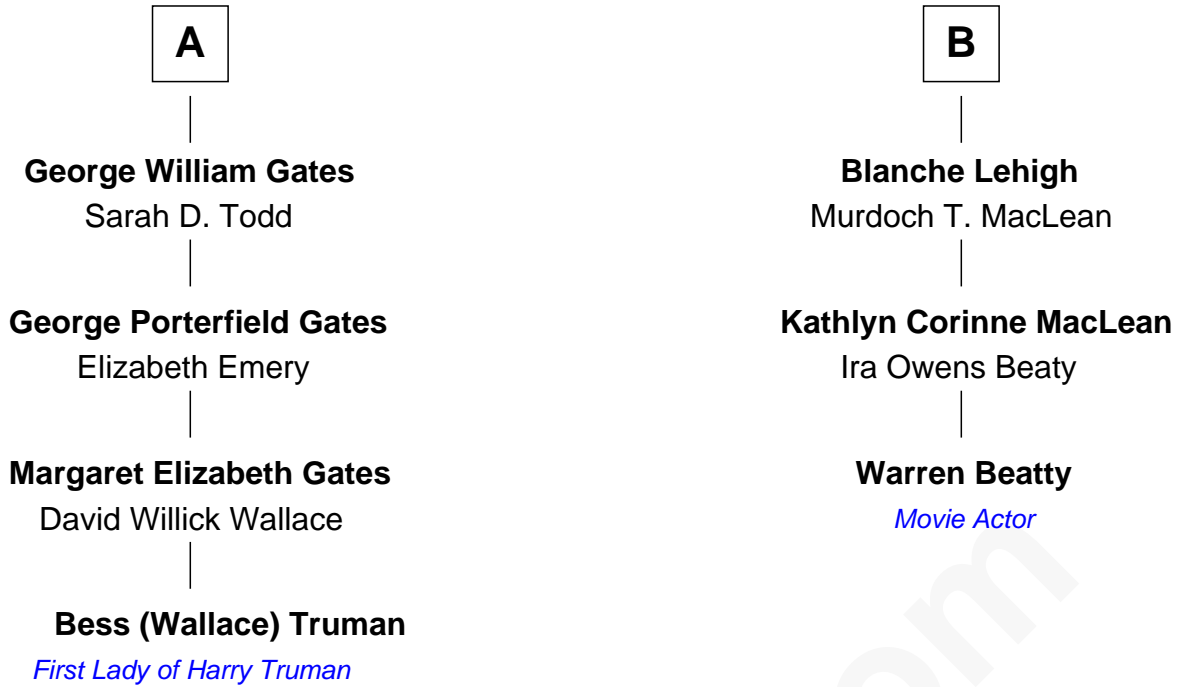 A
George William Gates
Sarah D. Todd
George Porterfield Gates
Elizabeth Emery
Margaret Elizabeth Gates
David Willick Wallace
Bess (Wallace) Truman
First Lady of Harry Truman
B
Blanche Lehigh
Murdoch T. MacLean
Kathlyn Corinne MacLean
Ira Owens Beaty
Warren Beatty
Movie Actor
om